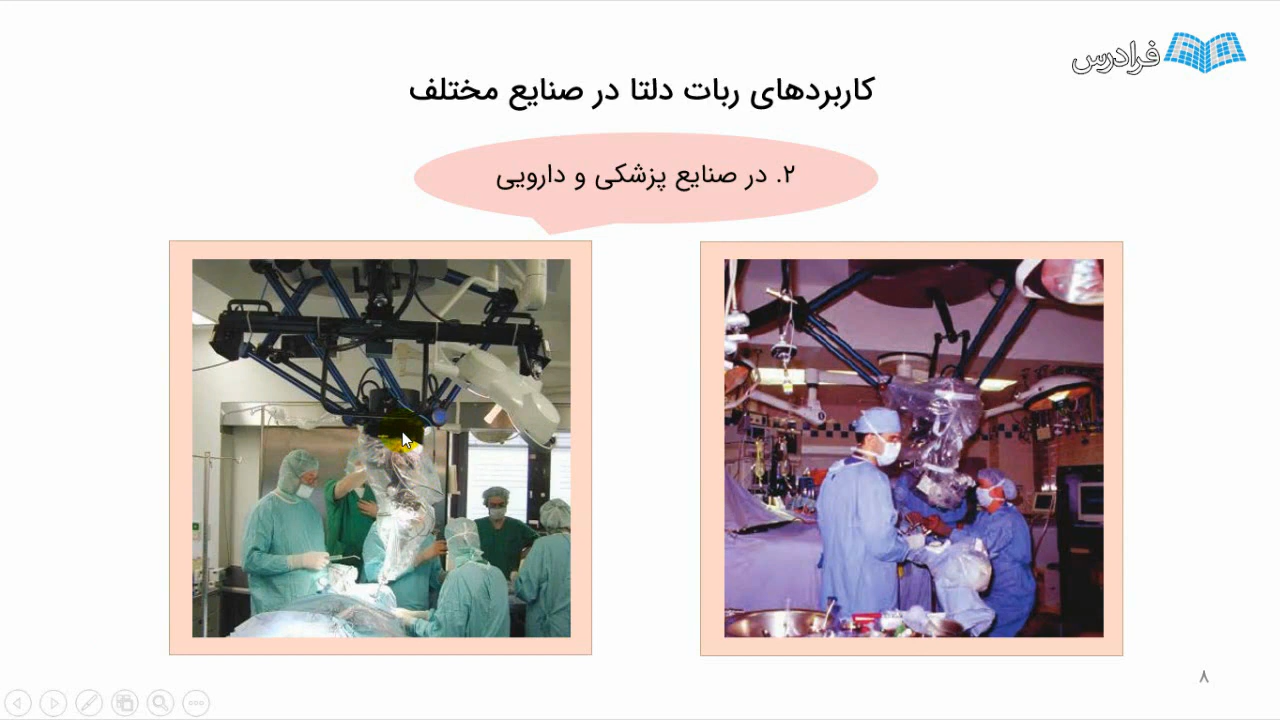 فرادرس
کاربردهای ربات دلتا در صنایع مختلف
۲. در صنایع پزشکی و دارویی
۸